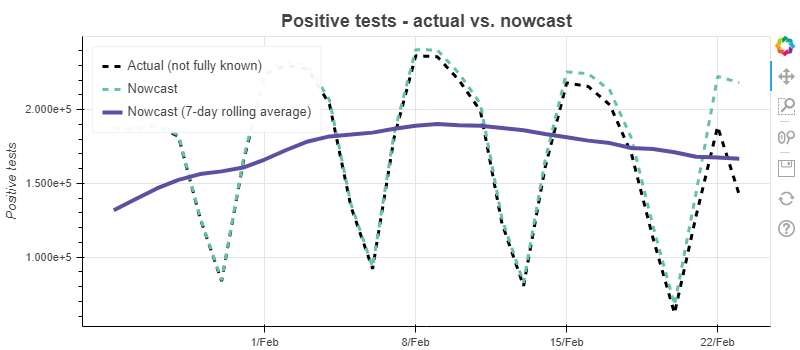 Positive tests - actual vs. nowcast
Actual (not fully known)
Nowcast
Nowcast (7-day rolling average)
2.000e+5
1.500e+5
1.000e+5
Positive tests
1/Feb
8/Feb
15/Feb
22/Feb